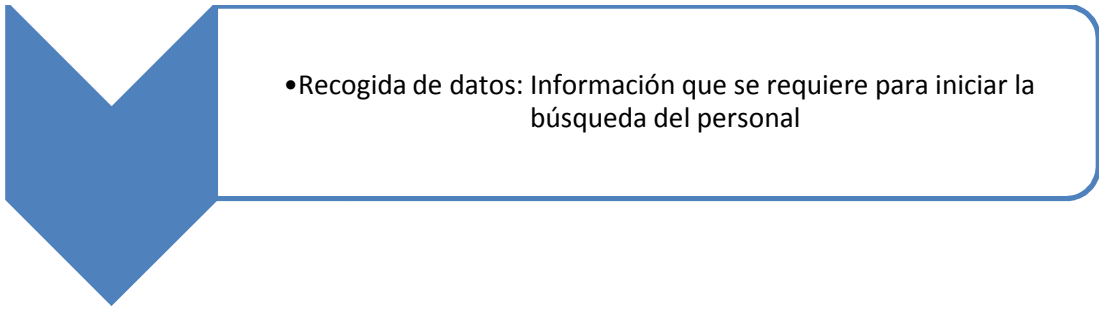 •Recogida de datos: Información que se requiere para iniciar la
búsqueda del personal